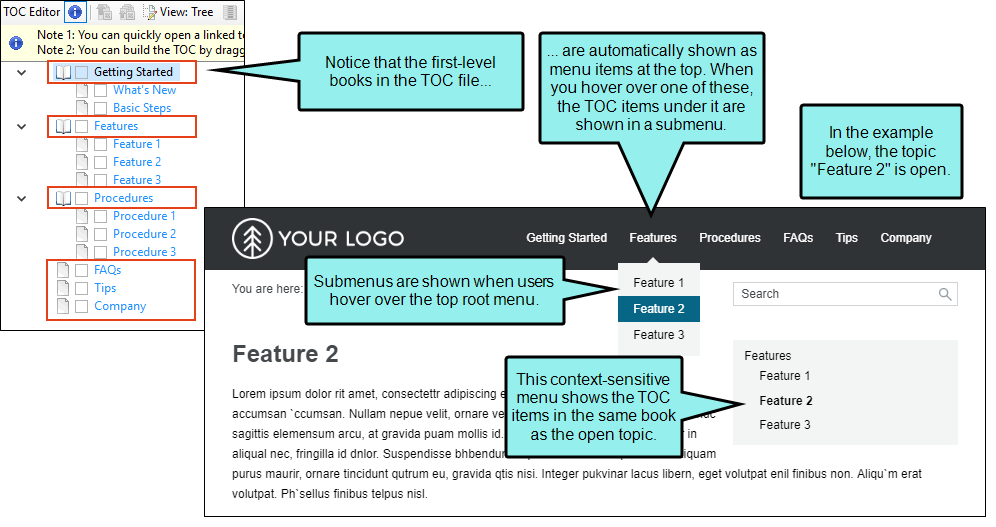 TOC Editor
View: Tree
Note 1: You can quickly open a linked t
Note 2: You can build the TOC by dragg
Getting Started
What's New
Basic Steps
Features
Feature 1
Feature 2
Feature 3
Procedures
Procedure 1
Procedure 2
Procedure 3
FAQs
Tips
Company
Notice that the first-level
books in the TOC file...
... are automatically shown as
menu items at the top. When
you hover over one of these,
the TOC items under it are
shown in a submenu.
In the example
below, the topic
"Feature 2" is open.
YOUR LOGO
Getting Started Features Procedures FAQs Tips Company
You are here:
Submenus are shown when users
hover over the top root menu.
Feature 1
Feature 2
Feature 3
Search
Feature 2
Features
Feature 1
Feature 2
Feature 3
This context-sensitive
menu shows the TOC
items in the same book
as the open topic.
Lorem ipsum dolor rit amet, consectettr adipiscing e
accumsan `ccumsan. Nullam nepue velit, ornare ve uc
sagittis elemensum arcu, at gravida puam mollis id. r in
aliqual nec, fringilla id dnlor. Suspendisse bhbendun iquam
purus maurir, ornare tincidunt qutrum eu, gravida qtis nisi. Integer pukvinar lacus libern, eget volutpat enil finibus non. Aliqu`m erat
volutpat. Ph`sellus finibus telpus nisl.